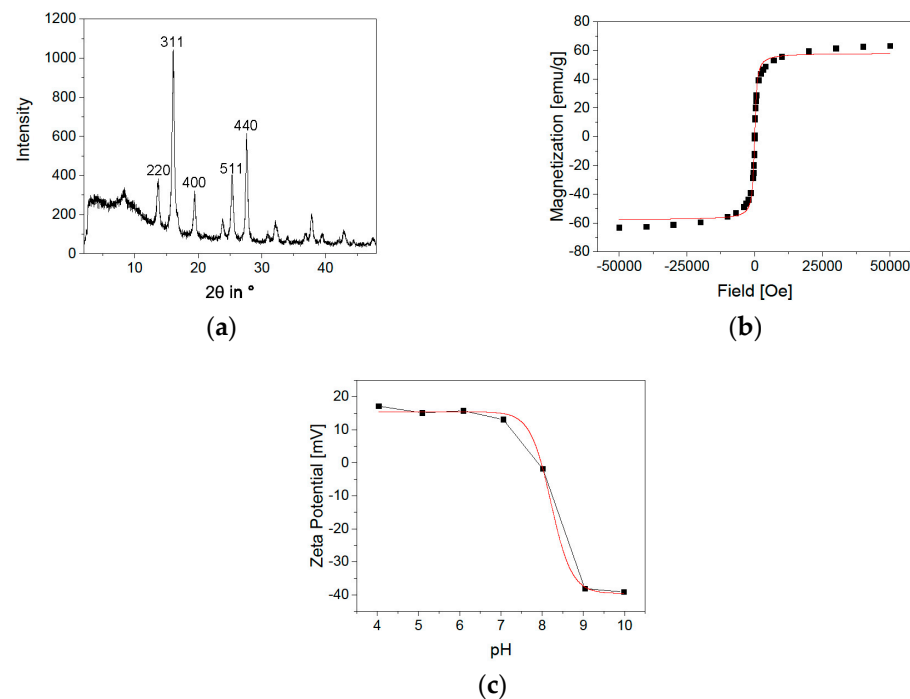 1200
1000
800
600
400
200
0
311
440
511
220
400
10 20 30 40
Intensity
2θ in °
(a)
80
60
40
20
0
-20
-40
-60
-80
-50000 -25000 0 25000 50000
Magnetization [emu/g]
Field [Oe]
(b)
20
10
0
-10
-20
-30
-40
4 5 6 7 8 9 10
Zeta Potential [mV]
pH
(c)